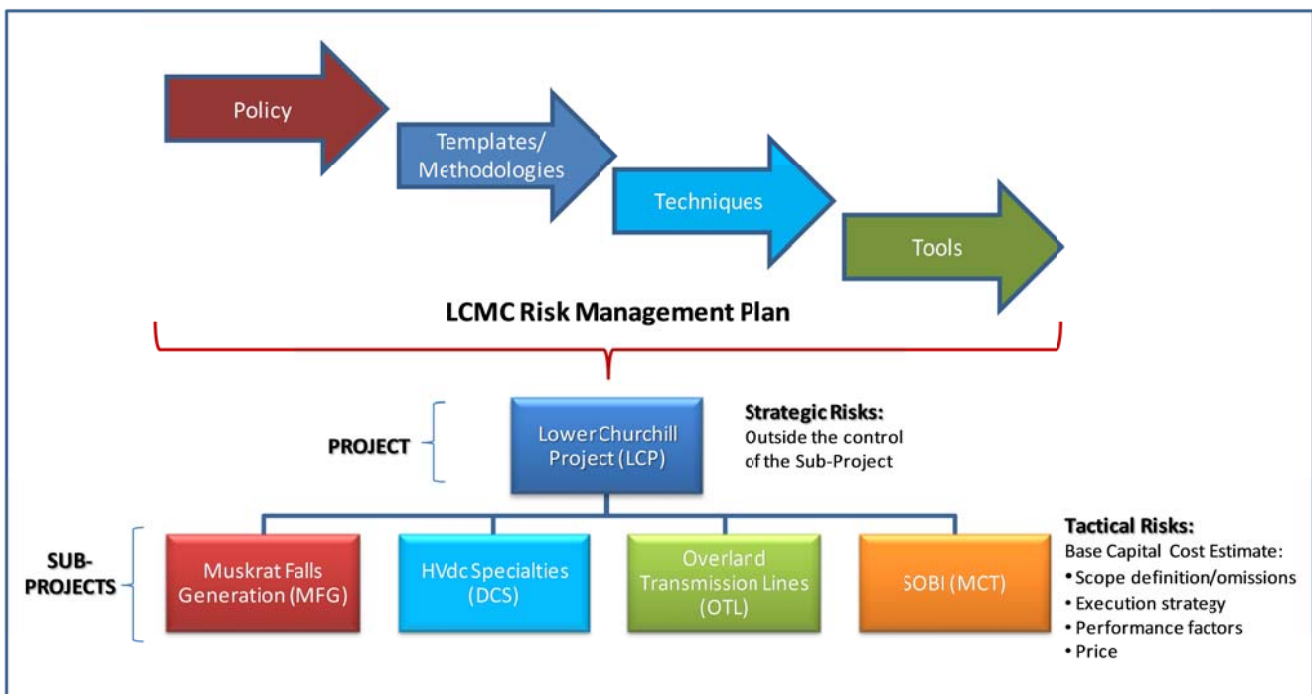 Policy
Templates/
Methodologies
Techniques
Tools
LCMC Risk Management Plan
PROJECT
Lower Churchill
Project (LCP)
Strategic Risks:
Outside the control
of the Sub-Project
SUB-
PROJECTS
Muskrat Falls
Generation (MFG)
HVdc Specialties
(DCS)
Overland
Transmission Lines
(OTL)
SOBI (MCT)
Tactical Risks:
Base Capital Cost Estimate:
• Scope definition/omissions
• Execution strategy
• Performance factors
• Price